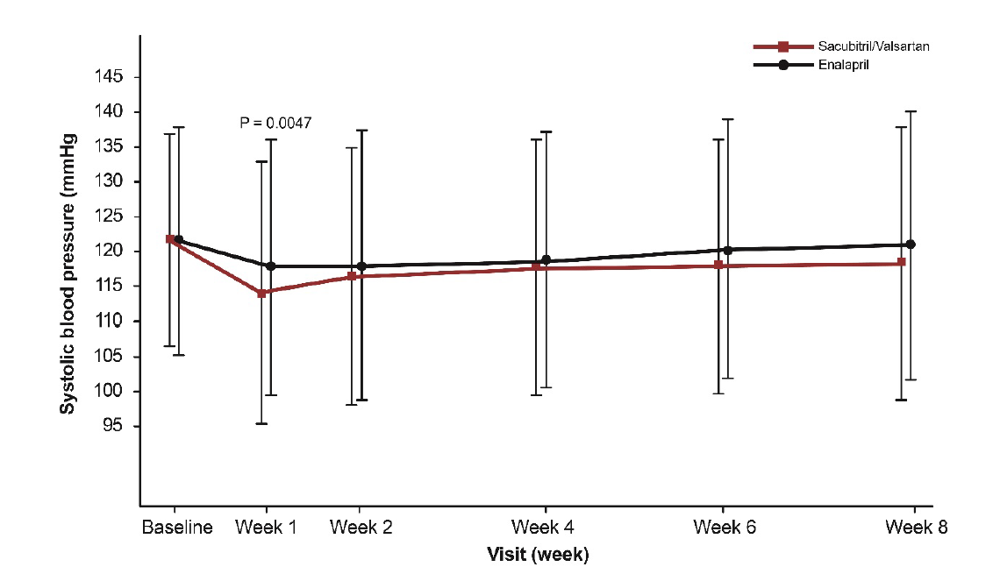 Sacubitril/Valsartan
Enalapril
P = 0.0047
Systolic blood pressure (mmHg)
145
140
135
130
125
120
115
110
105
100
95
Baseline
Week 1
Week 2
Week 4
Week 6
Week 8
Visit (week)